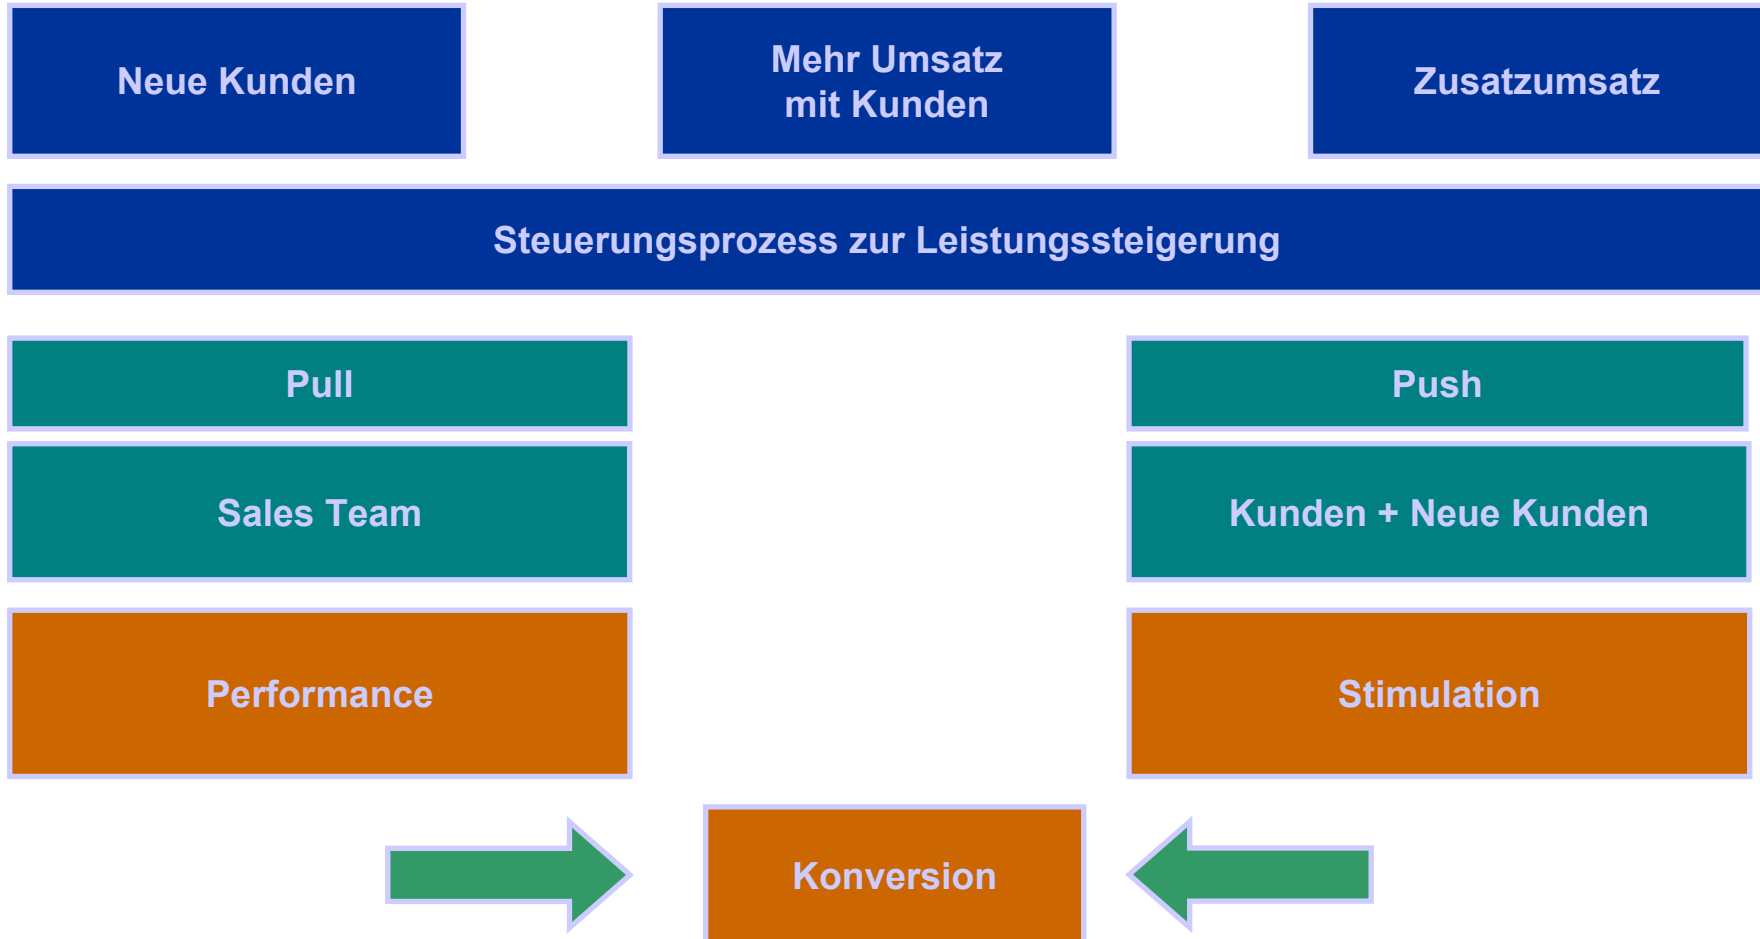 Neue Kunden
Mehr Umsatz
mit Kunden
Zusatzumsatz
Steuerungsprozess zur Leistungssteigerung
Pull
Push
Sales Team
Kunden + Neue Kunden
Performance
Stimulation
Konversion